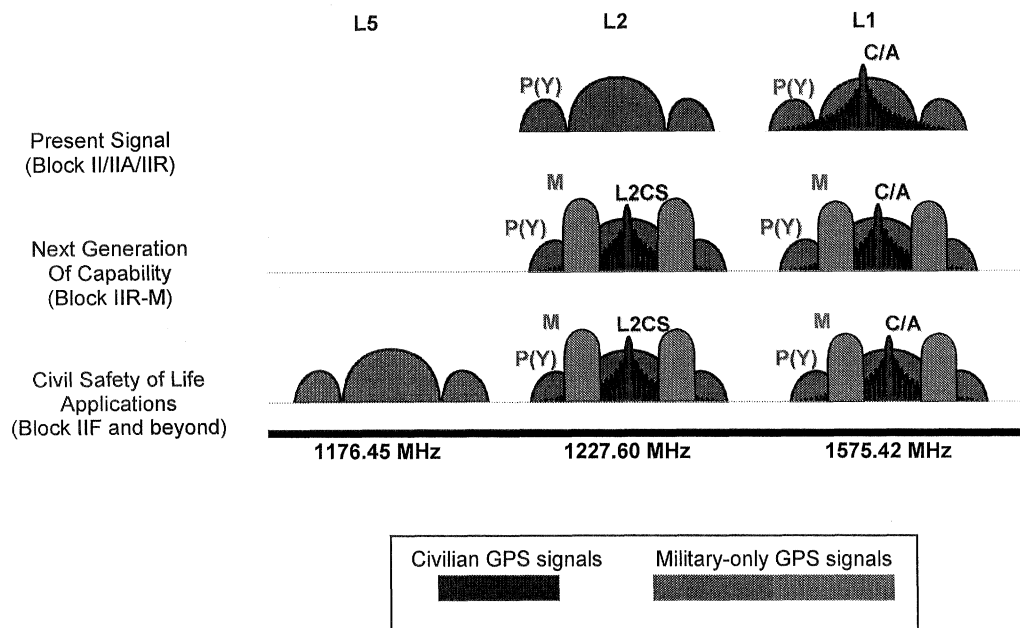 L5 L2 L1
C/A
P(Y) P(Y)
Present Signal
(Block II/IIA/IIR)
M M
L2CS C/A
P(Y) P(Y)
Next Generation
Of Capability
(Block IIR-M)
M M
L2CS C/A
P(Y) P(Y)
Civil Safety of Life
Applications
(Block IIF and beyond)
1176.45 MHz 1227.60 MHz 1575.42 MHz
Civilian GPS signals Military-only GPS signals